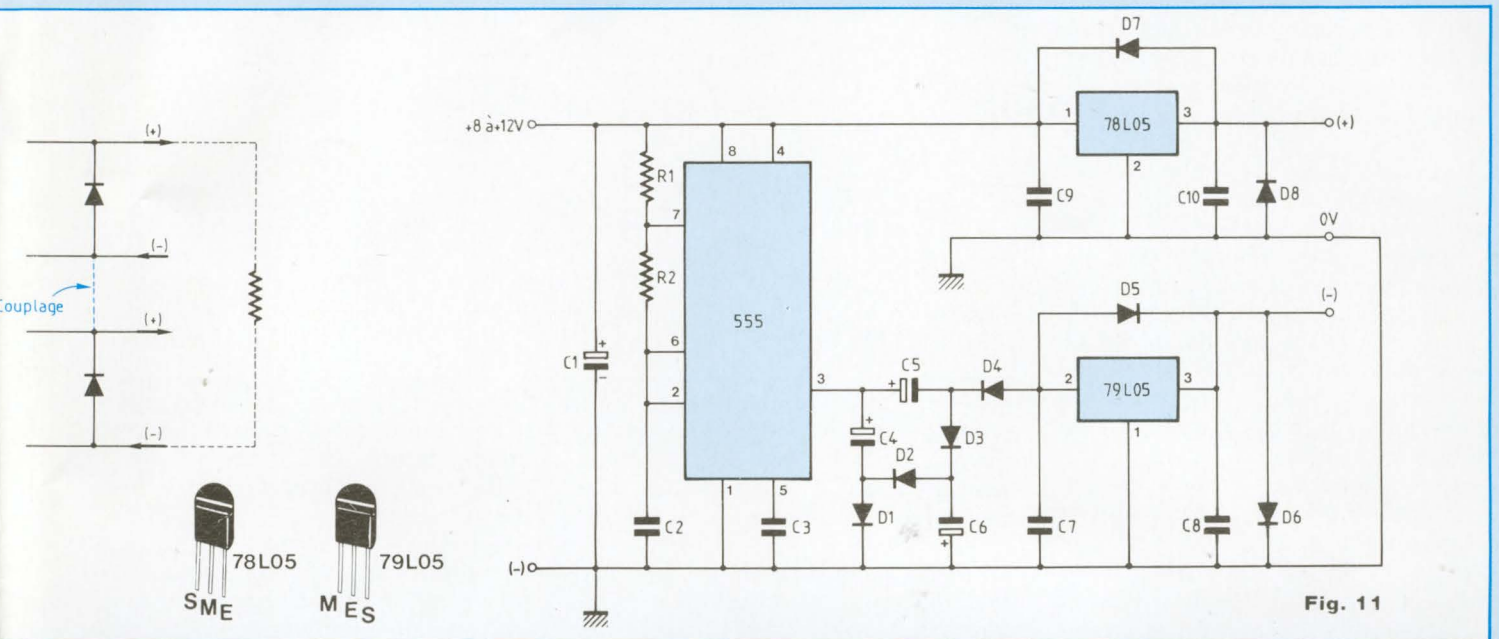 (+)
(-)
Couplage
(+)
(-)
78L05
S M E
79L05
M E S
+8 à +12V
R1
7
R2
6
2
C1
+
-
C2
8
4
555
3
1
5
C3
+
C5
D4
+
C4
D2
D3
D1
C6
+
D7
1
78L05
3
2
(+)
C9
C10
D8
0V
D5
(-)
2
79L05
3
1
C7
C8
D6
(-)
Fig. 11